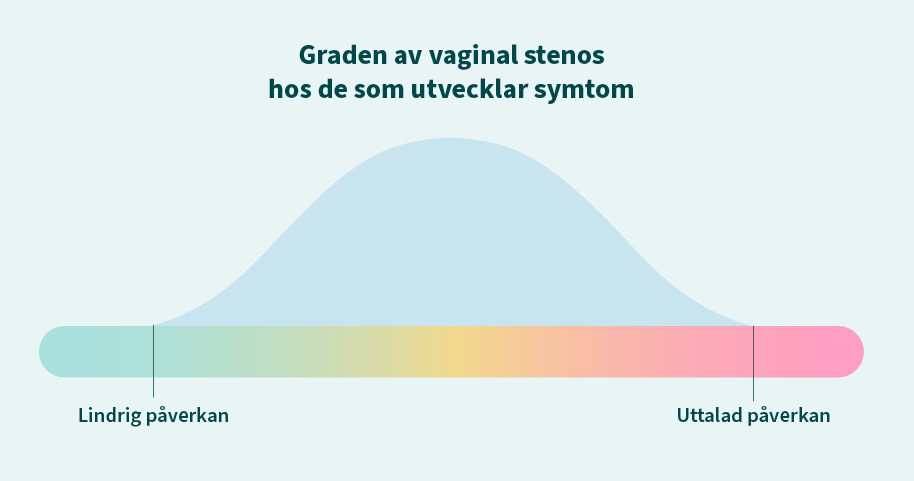 Graden av vaginal stenos
hos de som utvecklar symtom
Lindrig påverkan
Uttalad påverkan